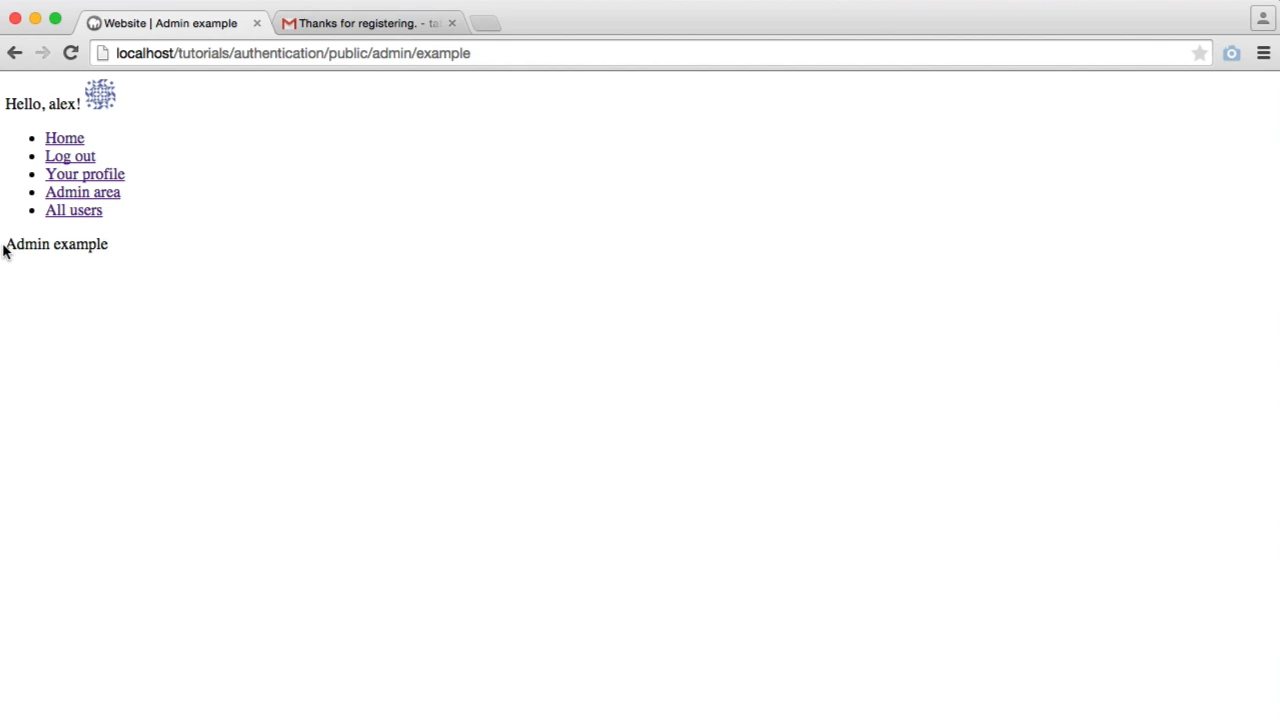 Website | Admin example
Thanks for registering. - ta
localhost/tutorials/authentication/public/admin/example
Hello, alex!
Home
Log out
Your profile
Admin area
All users
Admin example